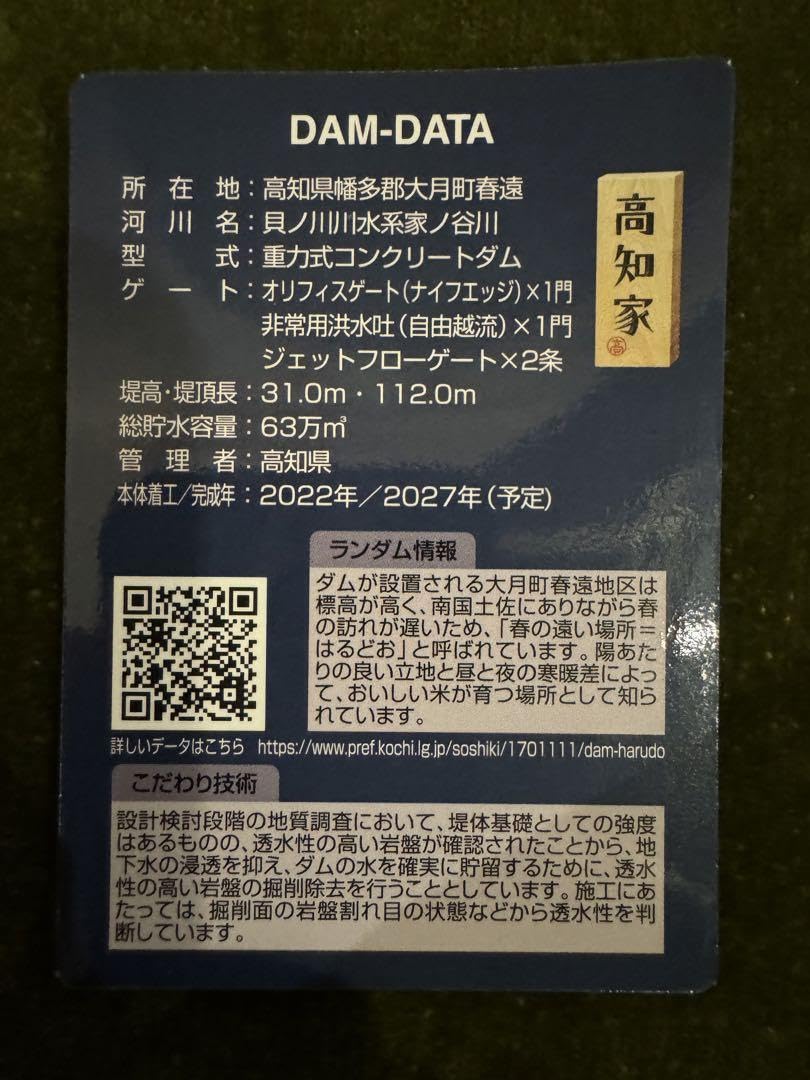 DAM-DATA
所在地：高知県幡多郡大月町春遠
河川名：貝ノ川川水系家ノ谷川
型式：重力式コンクリートダム
ゲート：オリフィスゲート(ナイフエッジ)×1門
非常用洪水吐(自由越流)×1門
ジェットフローゲート×2条
堤高・堤頂長：31.0m・112.0m
総貯水容量：63万㎥
管理者：高知県
本体着工/完成年：2022年/2027年(予定)
高知家
高
ランダム情報
ダムが設置される大月町春遠地区は
標高が高く、南国土佐にありながら春
の訪れが遅いため、「春の遠い場所＝
はるどお」と呼ばれています。陽あた
りの良い立地と昼と夜の寒暖差によっ
て、おいしい米が育つ場所として知ら
れています。
詳しいデータはこちら https://www.pref.kochi.lg.jp/soshiki/1701111/dam-harudo
こだわり技術
設計検討段階の地質調査において、堤体基礎としての強度
はあるものの、透水性の高い岩盤が確認されたことから、地
下水の浸透を抑え、ダムの水を確実に貯留するために、透水
性の高い岩盤の掘削除去を行うこととしています。施工にあ
たっては、掘削面の岩盤割れ目の状態などから透水性を判
断しています。